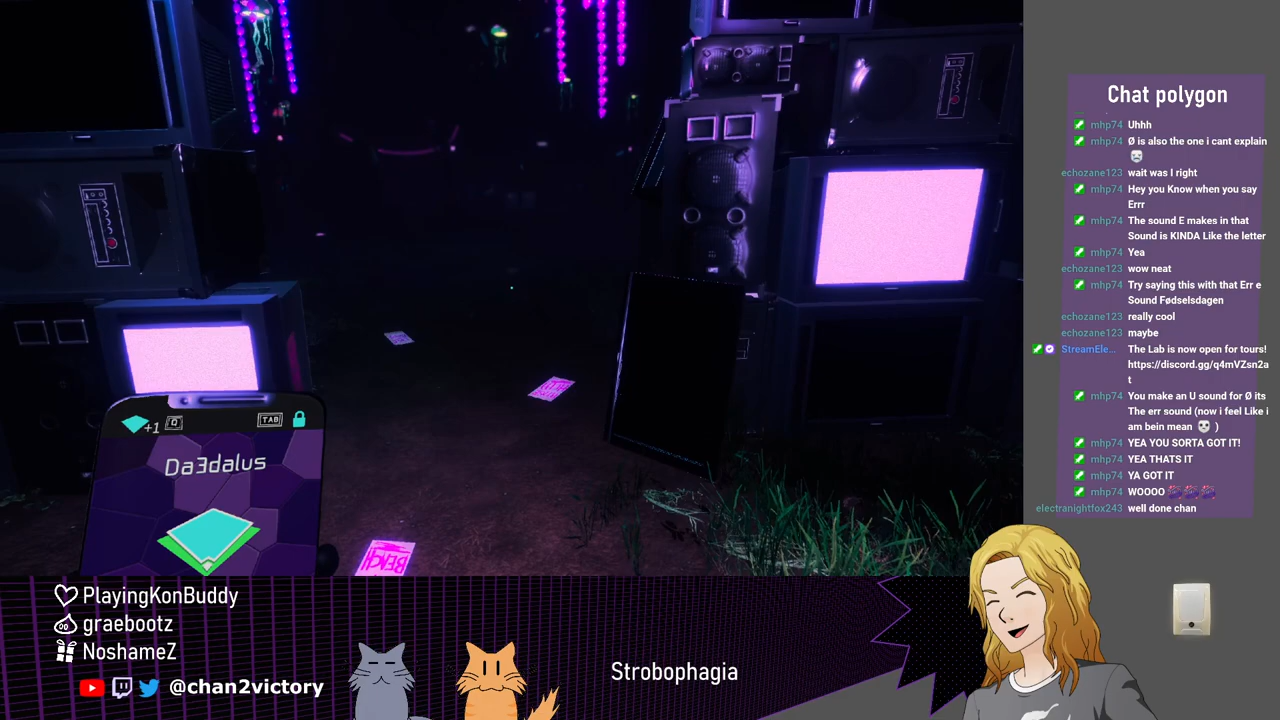 Chat polygon
mhp74 Uhhh
mhp74 Ø is also the one i cant explain
echozane123 wait was I right
mhp74 Hey you Know when you say
Errr
mhp74 The sound E makes in that
Sound is KINDA Like the letter
mhp74 Yea
echozane123 wow neat
mhp74 Try saying this with that Err e
Sound Fødselsdagen
echozane123 really cool
echozane123 maybe
StreamEle... The Lab is now open for tours!
https://discord.gg/q4mVZsn2a
t
mhp74 You make an U sound for Ø its
The err sound (now i feel Like i
am bein mean )
mhp74 YEA YOU SORTA GOT IT!
mhp74 YEA THATS IT
mhp74 YA GOT IT
mhp74 WOOOO
electranightfox243 well done chan
+1 Q TAB
Da3dalus
BEACH
PlayingKonBuddy
graebootz
NoshameZ
@chan2victory
Strobophagia